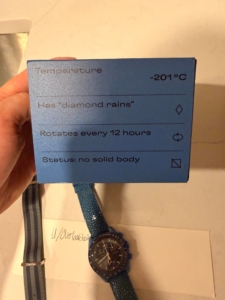 Temperature
-201°C
Has "diamond rains"
Rotates every 12 hours
Status: no solid body